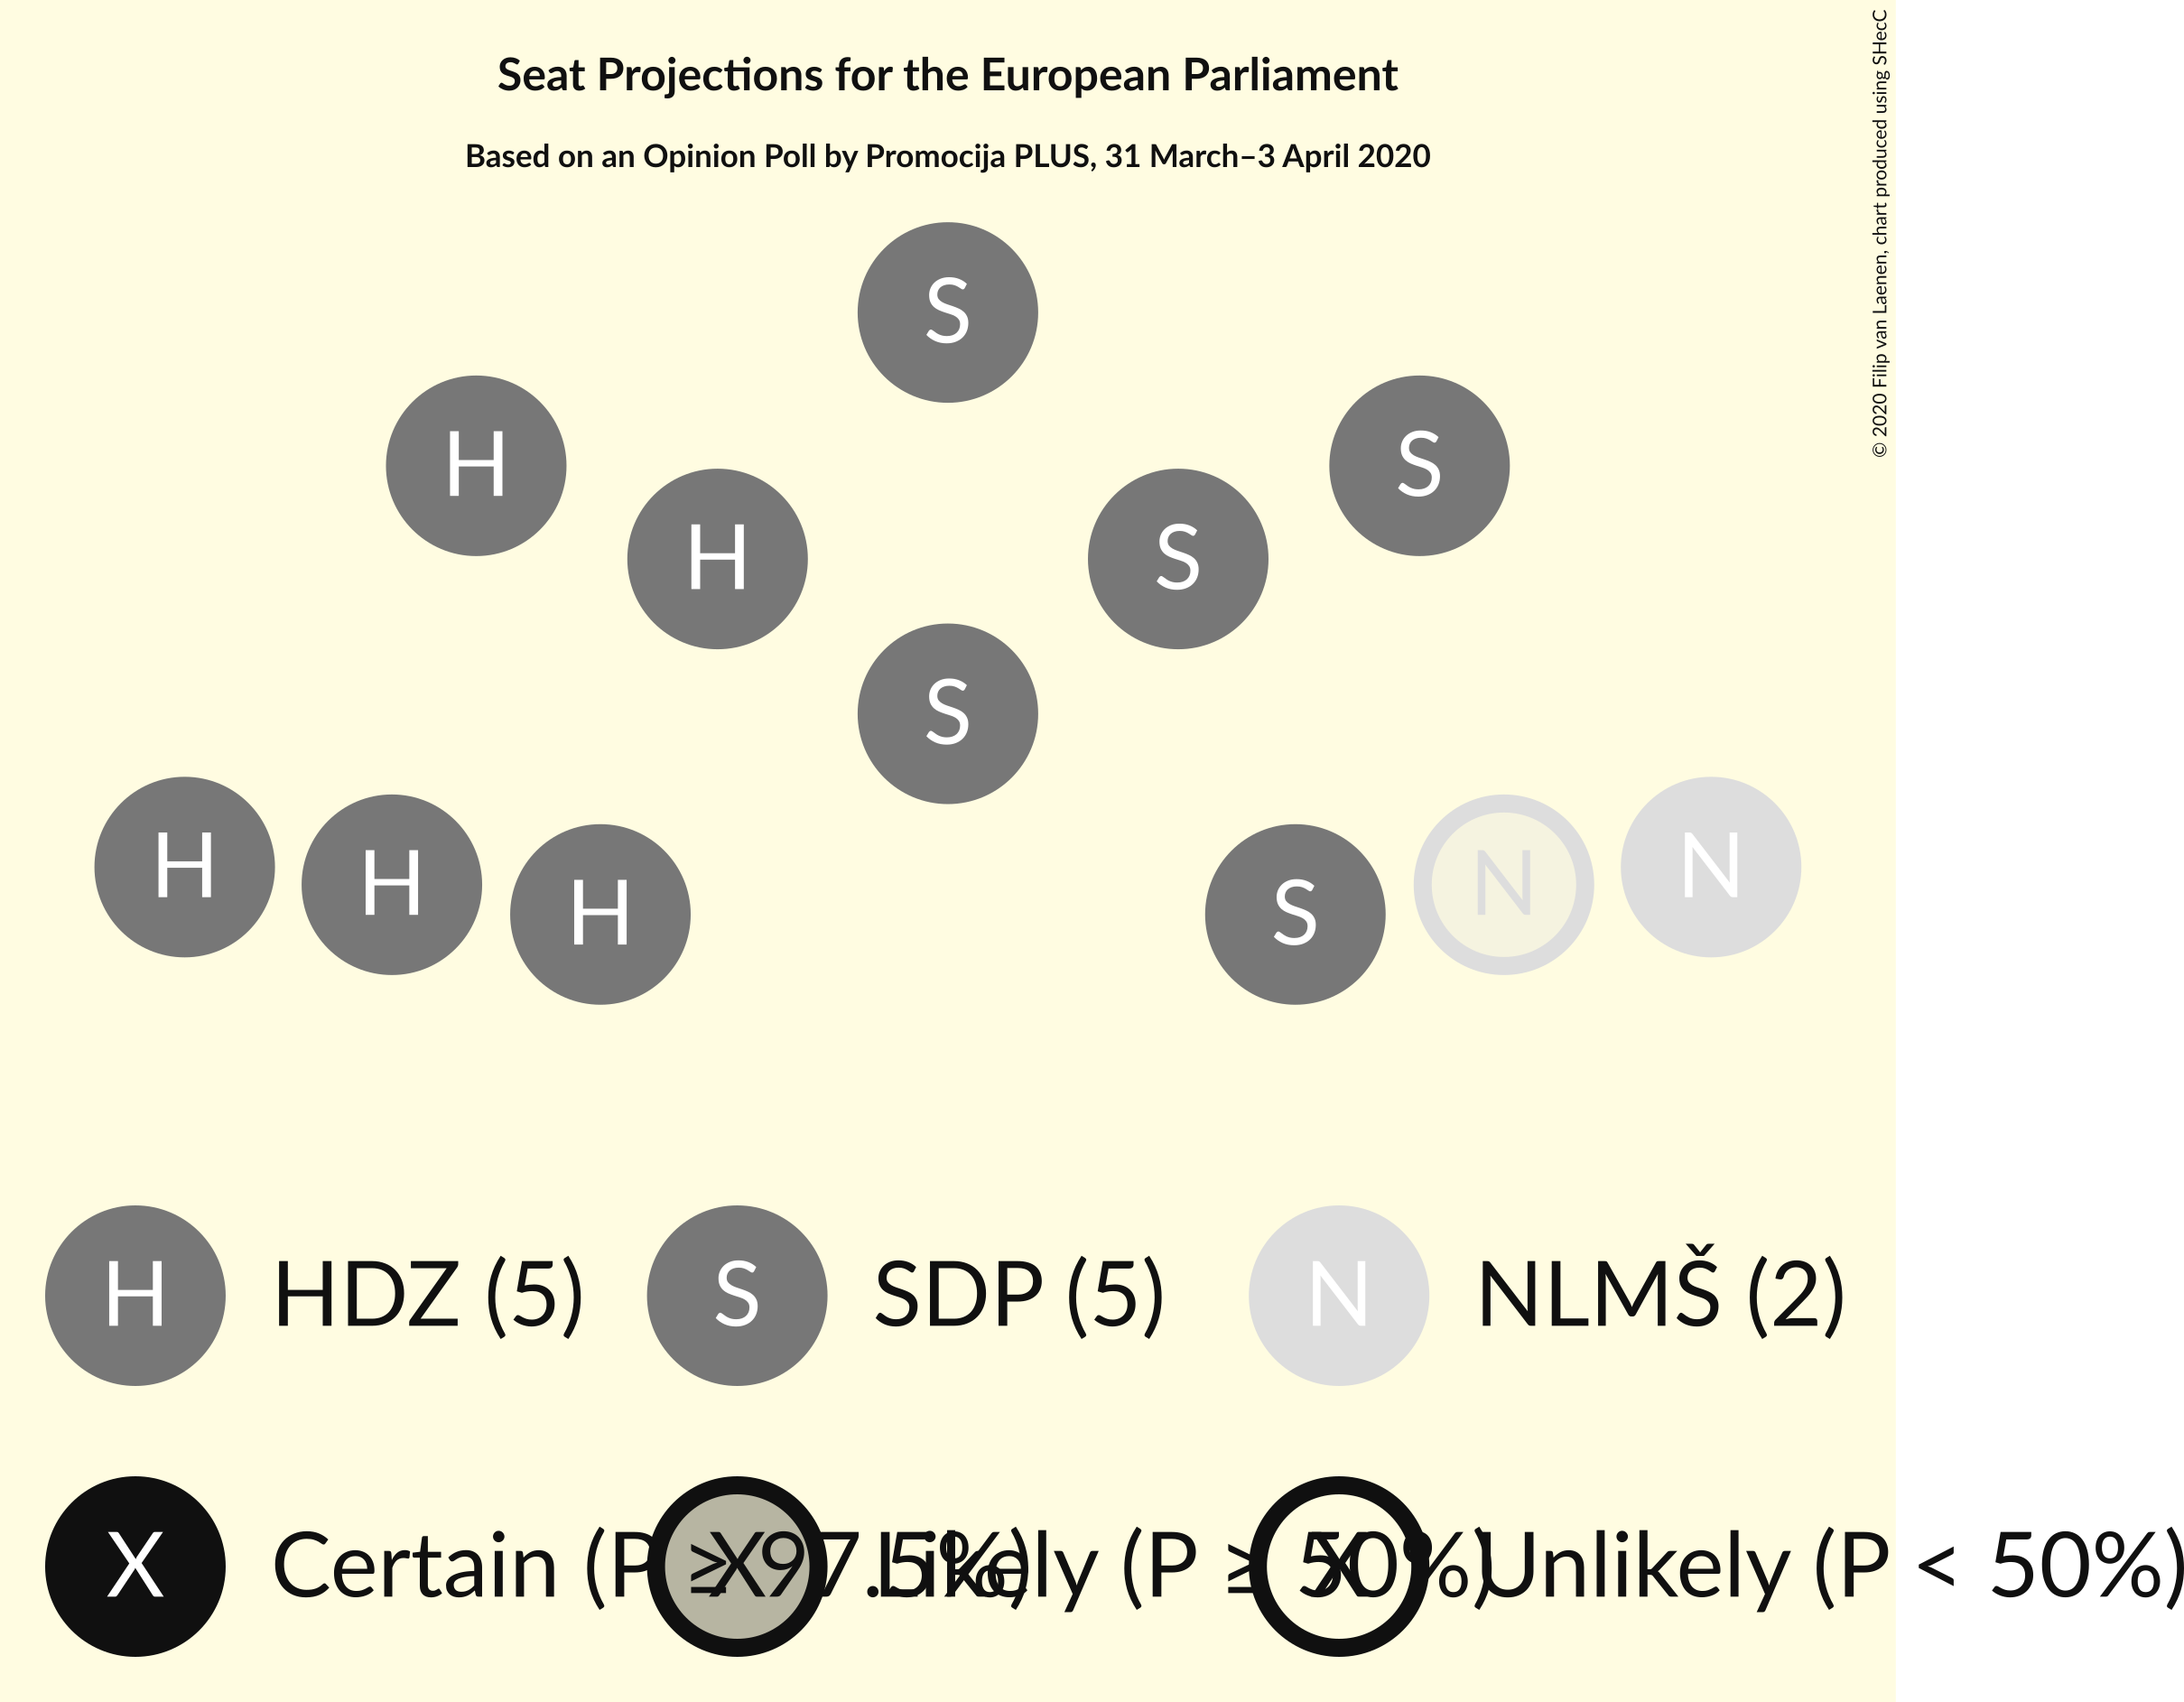 Seat Projections for the European Parliament
Based on an Opinion Poll by Promocija PLUS, 31 March–3 April 2020
© 2020 Filip van Laenen, chart produced using SHecC
S
H
S
H
S
S
H
H
H
S
N
N
H HDZ (5) S SDP (5) N NLMŠ (2)
X Certain (P ≥ 97.5%) X Likely (P ≥ 50%) X Unlikely (P < 50%)